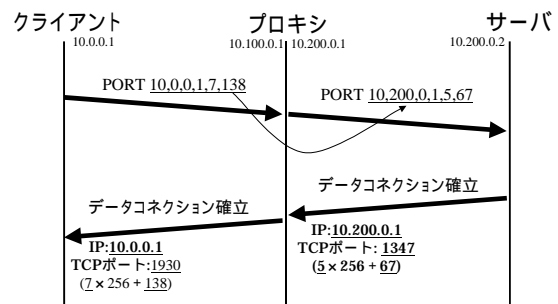 クライアント
プロキシ
サーバ
10.0.0.1
10.100.0.1
10.200.0.1
10.200.0.2
PORT 10,0,0,1,7,138
PORT 10,200,0,1,5,67
データコネクション確立
データコネクション確立
IP:10.0.0.1
TCPポート:1930
(7×256 + 138)
IP:10.200.0.1
TCPポート: 1347
(5×256 + 67)